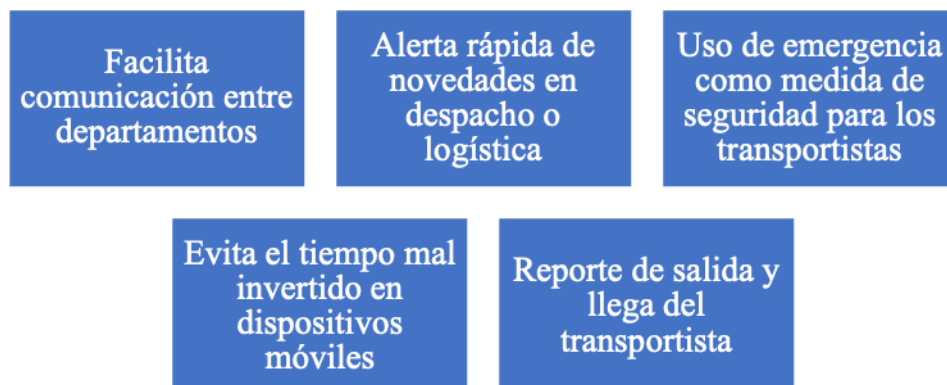 Facilita
comunicación entre
departamentos
Alerta rápida de
novedades en
despacho o
logística
Uso de emergencia
como medida de
seguridad para los
transportistas
Evita el tiempo mal
invertido en
dispositivos
móviles
Reporte de salida y
llega del
transportista